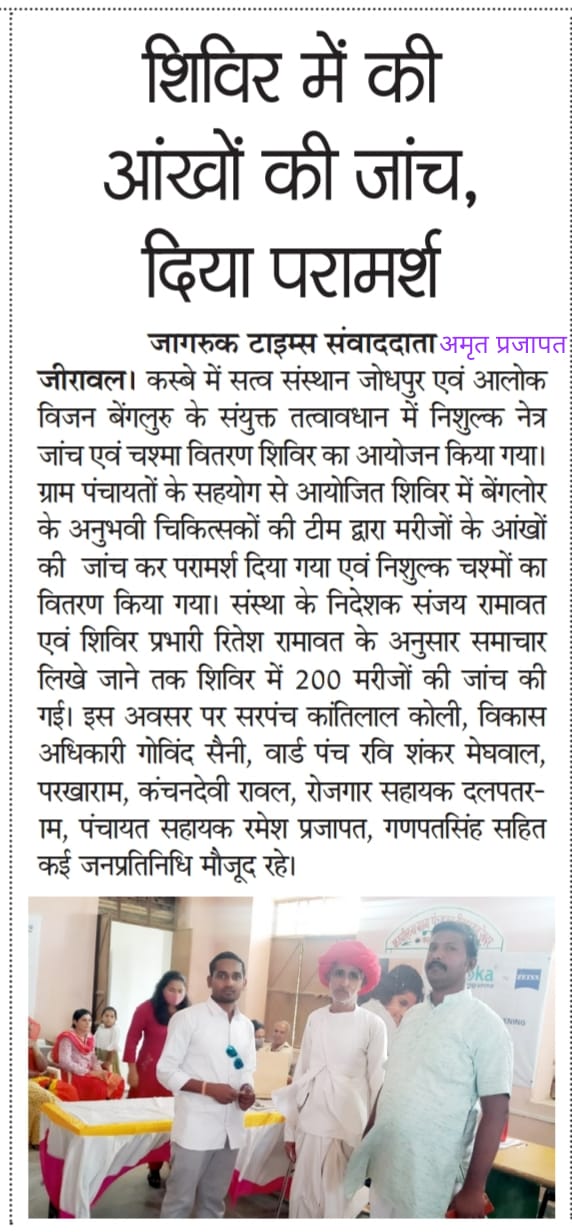 शिविर में की
आंखों की जांच,
दिया परामर्श
जागरुक टाइम्स संवाददाता अमृत प्रजापत
जीरावल। कस्बे में सत्व संस्थान जोधपुर एवं आलोक
विजन बेंगलुरु के संयुक्त तत्वावधान में निशुल्क नेत्र
जांच एवं चश्मा वितरण शिविर का आयोजन किया गया।
ग्राम पंचायतों के सहयोग से आयोजित शिविर में बेंगलोर
के अनुभवी चिकित्सकों की टीम द्वारा मरीजों के आंखों
की जांच कर परामर्श दिया गया एवं निशुल्क चश्मों का
वितरण किया गया। संस्था के निदेशक संजय रामावत
एवं शिविर प्रभारी रितेश रामावत के अनुसार समाचार
लिखे जाने तक शिविर में 200 मरीजों की जांच की
गई। इस अवसर पर सरपंच कांतिलाल कोली, विकास
अधिकारी गोविंद सैनी, वार्ड पंच रवि शंकर मेघवाल,
परखाराम, कंचनदेवी रावल, रोजगार सहायक दलपतर-
ाम, पंचायत सहायक रमेश प्रजापत, गणपतसिंह सहित
कई जनप्रतिनिधि मौजूद रहे।
ZEISS